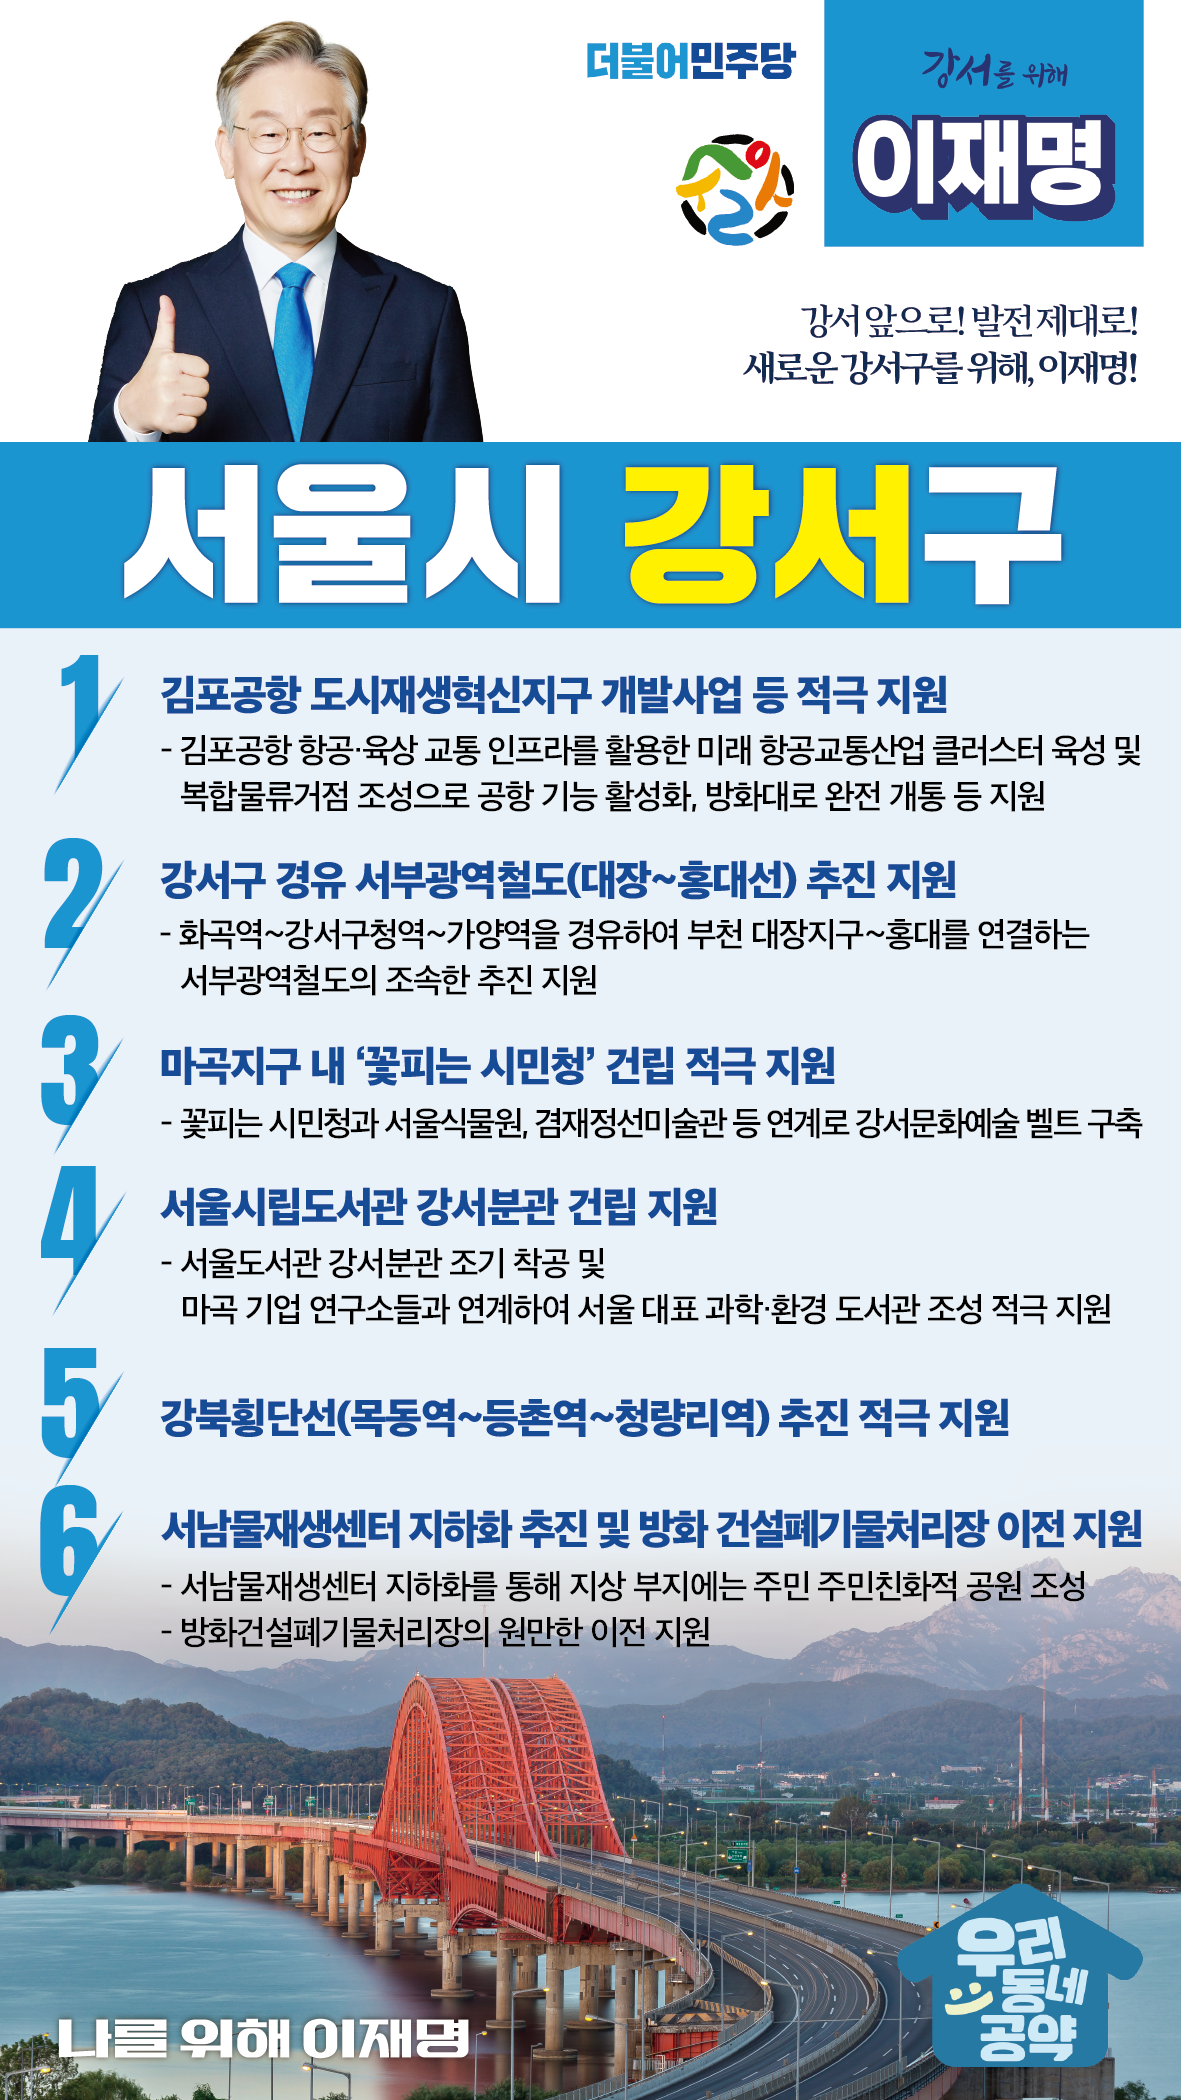 더불어민주당
강서를 위해
이재명
강서 앞으로! 발전 제대로!
새로운 강서구를 위해, 이재명!
서울시 강서구
1
김포공항 도시재생혁신지구 개발사업 등 적극 지원
- 김포공항 항공·육상 교통 인프라를 활용한 미래 항공교통산업 클러스터 육성 및
복합물류거점 조성으로 공항 기능 활성화, 방화대로 완전 개통 등 지원
2
강서구 경유 서부광역철도(대장~홍대선) 추진 지원
- 화곡역~강서구청역~가양역을 경유하여 부천 대장지구~홍대를 연결하는
서부광역철도의 조속한 추진 지원
3
마곡지구 내 ‘꽃피는 시민청’ 건립 적극 지원
- 꽃피는 시민청과 서울식물원, 겸재정선미술관 등 연계로 강서문화예술 벨트 구축
4
서울시립도서관 강서분관 건립 지원
- 서울도서관 강서분관 조기 착공 및
마곡 기업 연구소들과 연계하여 서울 대표 과학·환경 도서관 조성 적극 지원
5
강북횡단선(목동역~등촌역~청량리역) 추진 적극 지원
6
서남물재생센터 지하화 추진 및 방화 건설폐기물처리장 이전 지원
- 서남물재생센터 지하화를 통해 지상 부지에는 주민 주민친화적 공원 조성
- 방화건설폐기물처리장의 원만한 이전 지원
나를 위해 이재명
우리
동네
공약